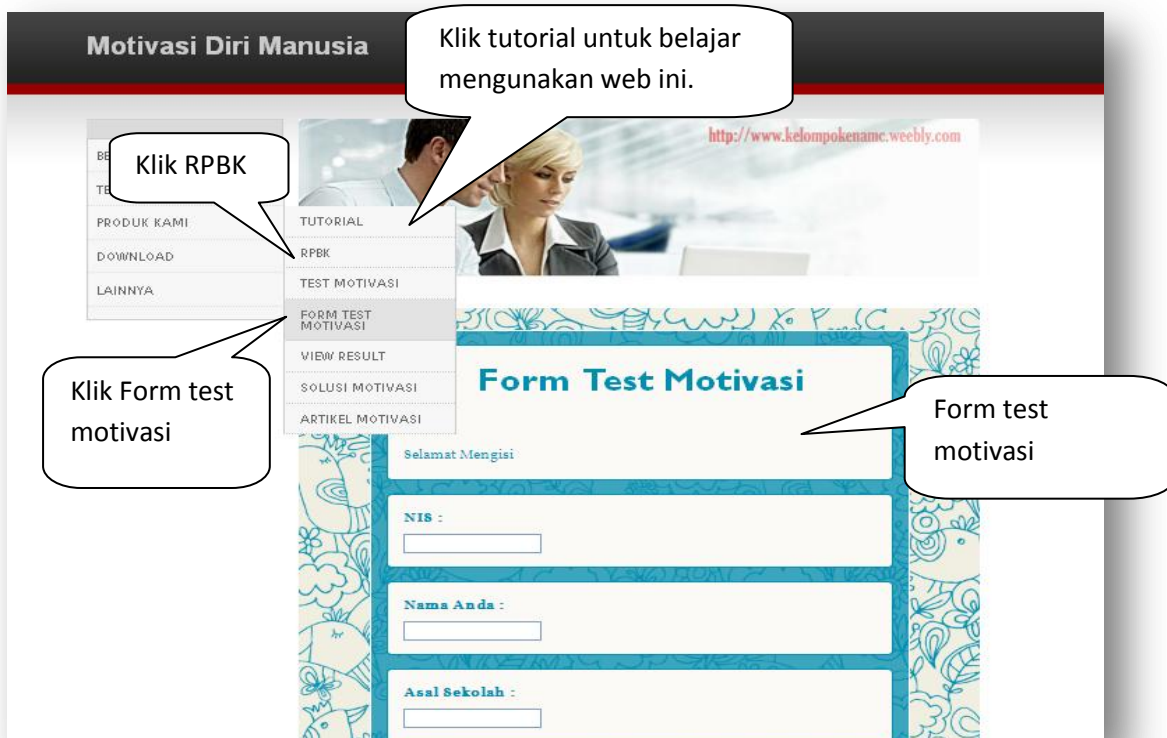 Motivasi Diri Manusia
Klik tutorial untuk belajar
mengunakan web ini.
http://www.kelompokenamc.weebly.com
Klik RPBK
PRODUK KAMI
DOWNLOAD
LAINNYA
TUTORIAL
RPBK
TEST MOTIVASI
FORM TEST
MOTIVASI
VIEW RESULT
SOLUSI MOTIVASI
ARTIKEL MOTIVASI
Klik Form test
motivasi
Form Test Motivasi
Form test
motivasi
Selamat Mengisi
NIS :
Nama Anda :
Asal Sekolah :